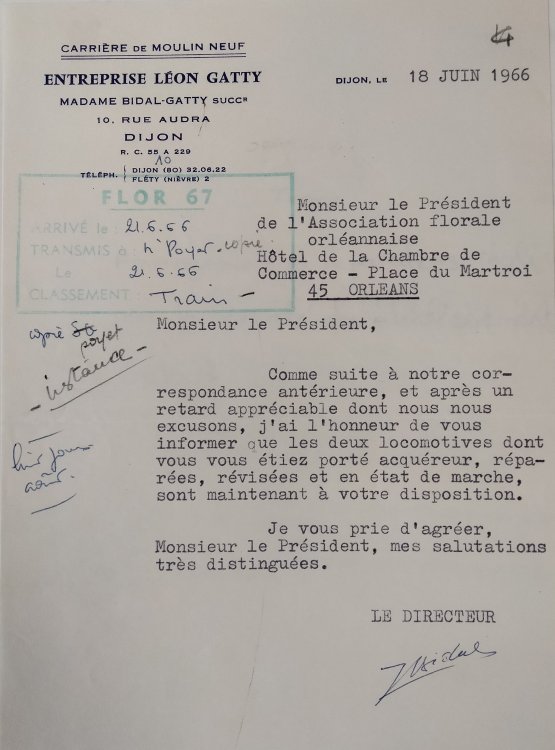 CARRIÈRE DE MOULIN NEUF
ENTREPRISE LÉON GATTY
MADAME BIDAL-GATTY SUCCR
10, RUE AUDRA
DIJON
R. C. 55 A 229
10
TÉLÉPH. DIJON (80) 32.06.22
FLÉTY (NIÈVRE) 2
DIJON, LE 18 JUIN 1966
FLOR 67
ARRIVÉ le : 21.6.66
TRANSMIS à : Mr Poyer copie
Le 21.6.66
CLASSEMENT : Train
Monsieur le Président
de l'Association florale
orléannaise
Hôtel de la Chambre de
Commerce - Place du Martroi
45 ORLEANS
copie
poyet
- instance -
Monsieur le Président,
Comme suite à notre cor-
respondance antérieure, et après un
retard appréciable dont nous nous
excusons, j'ai l'honneur de vous
informer que les deux locomotives dont
vous vous étiez porté acquéreur, répa-
rées, révisées et en état de marche,
sont maintenant à votre disposition.
Je vous prie d'agréer,
Monsieur le Président, mes salutations
très distinguées.
LE DIRECTEUR